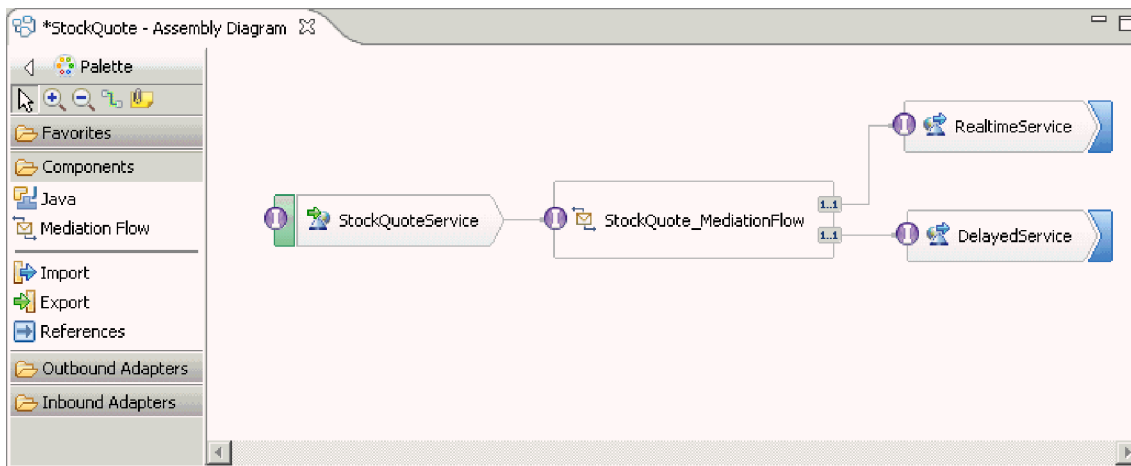 *StockQuote - Assembly Diagram
Palette
Favorites
Components
Java
Mediation Flow
Import
Export
References
Outbound Adapters
Inbound Adapters
StockQuoteService
StockQuote_MediationFlow
1..1
1..1
RealtimeService
DelayedService